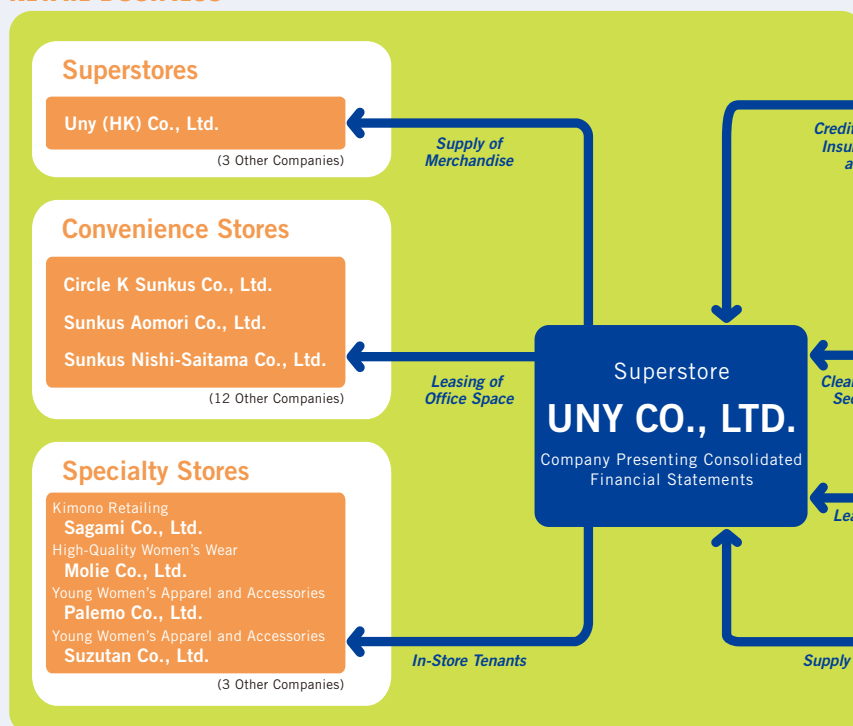 Superstores
Uny (HK) Co., Ltd.
(3 Other Companies)
Supply of
Merchandise
Convenience Stores
Circle K Sunkus Co., Ltd.
Sunkus Aomori Co., Ltd.
Sunkus Nishi-Saitama Co., Ltd.
(12 Other Companies)
Leasing of
Office Space
Specialty Stores
Kimono Retailing
Sagami Co., Ltd.
High-Quality Women's Wear
Molie Co., Ltd.
Young Women's Apparel and Accessories
Palemo Co., Ltd.
Young Women's Apparel and Accessories
Suzutan Co., Ltd.
(3 Other Companies)
In-Store Tenants
Superstore
UNY CO., LTD.
Company Presenting Consolidated
Financial Statements
Credit
Supply